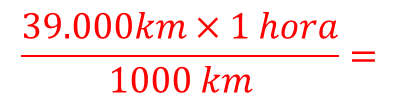 39.000km × 1 hora
1000 km
=